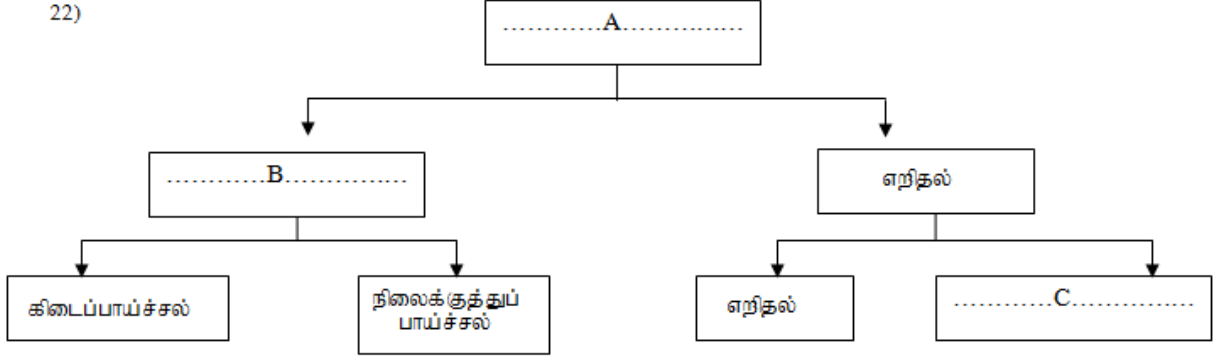 22)
…………A……………
…………B……………
எறிதல்
கிடைப்பாய்ச்சல்
நிலைக்குத்துப்
பாய்ச்சல்
எறிதல்
…………C……………